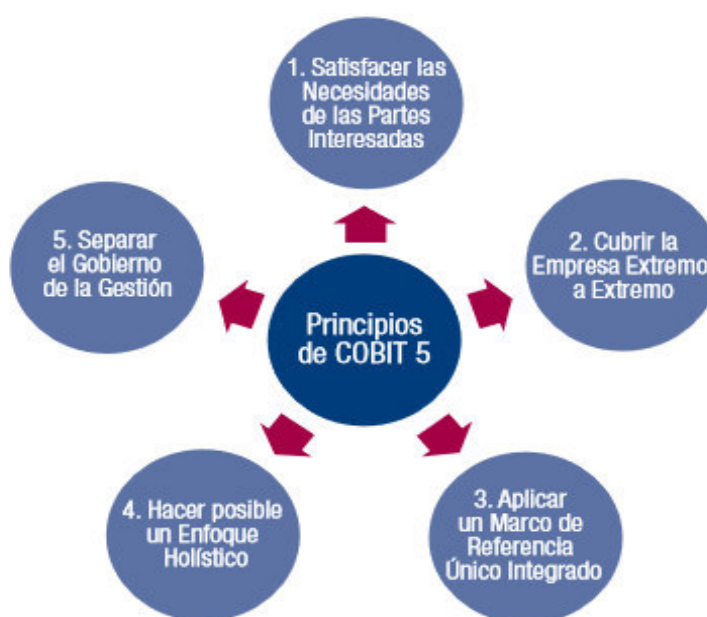 1. Satisfacer las
Necesidades
de las Partes
Interesadas
2. Cubrir la
Empresa Extremo
a Extremo
3. Aplicar
un Marco de
Referencia
Único Integrado
4. Hacer posible
un Enfoque
Holístico
5. Separar
el Gobierno
de la Gestión
Principios
de COBIT 5